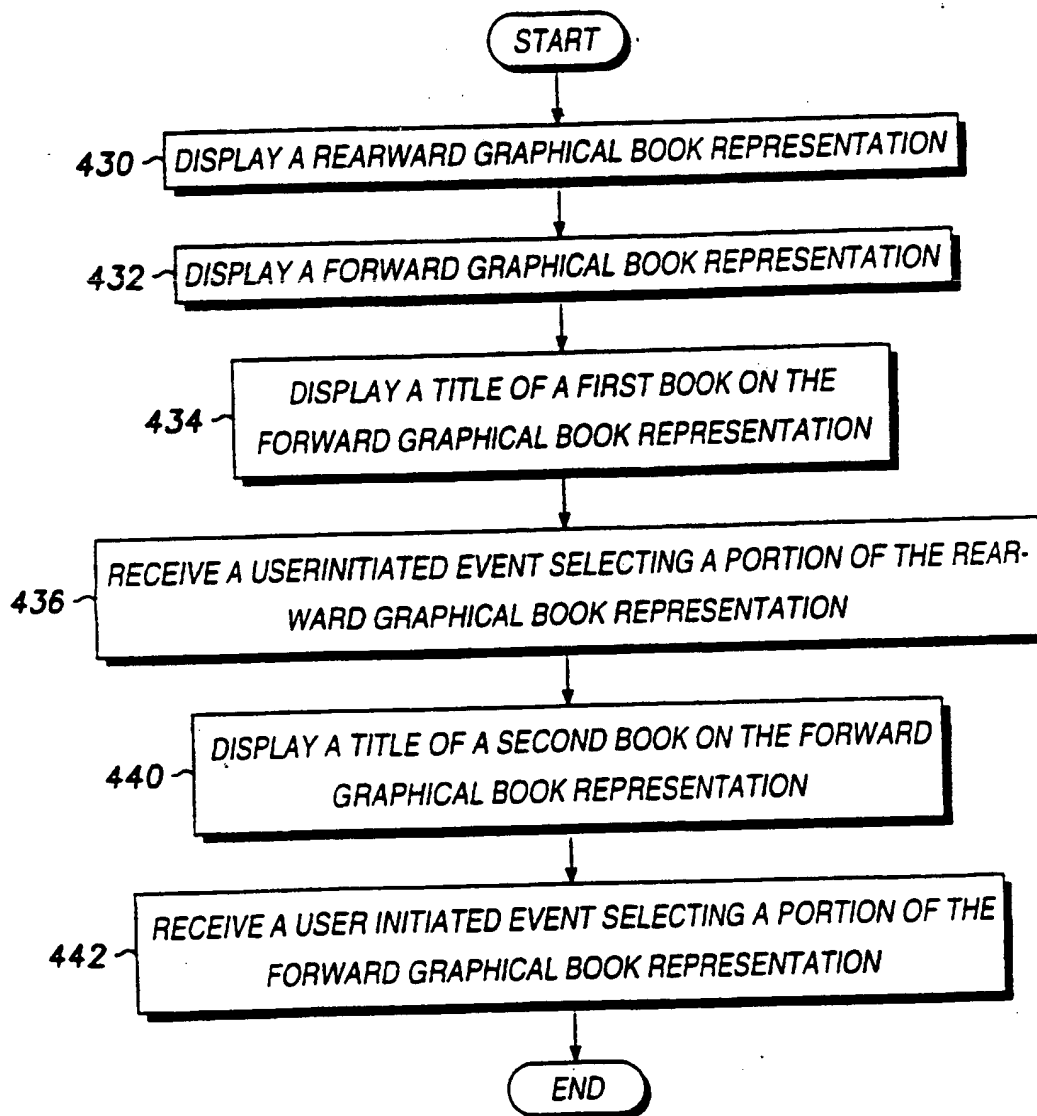 START
430 DISPLAY A REARWARD GRAPHICAL BOOK REPRESENTATION
432 DISPLAY A FORWARD GRAPHICAL BOOK REPRESENTATION
434 DISPLAY A TITLE OF A FIRST BOOK ON THE
FORWARD GRAPHICAL BOOK REPRESENTATION
436 RECEIVE A USERINITIATED EVENT SELECTING A PORTION OF THE REAR-
WARD GRAPHICAL BOOK REPRESENTATION
440 DISPLAY A TITLE OF A SECOND BOOK ON THE FORWARD
GRAPHICAL BOOK REPRESENTATION
442 RECEIVE A USER INITIATED EVENT SELECTING A PORTION OF THE
FORWARD GRAPHICAL BOOK REPRESENTATION
END